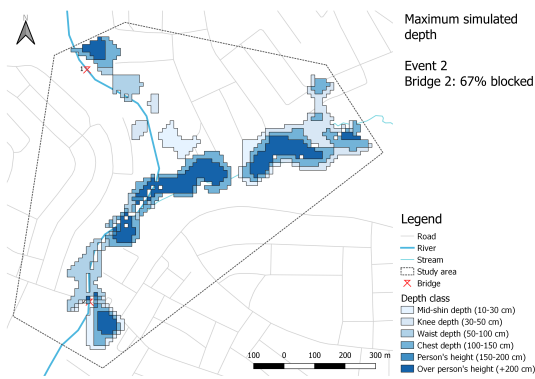 N
Maximum simulated
depth
Event 2
Bridge 2: 67% blocked
1
Legend
Road
River
Stream
Study area
Bridge
Depth class
Mid-shin depth (10-30 cm)
Knee depth (30-50 cm)
Waist depth (50-100 cm)
Chest depth (100-150 cm)
Person's height (150-200 cm)
Over person's height (+200 cm)
100 0 100 200 300 m